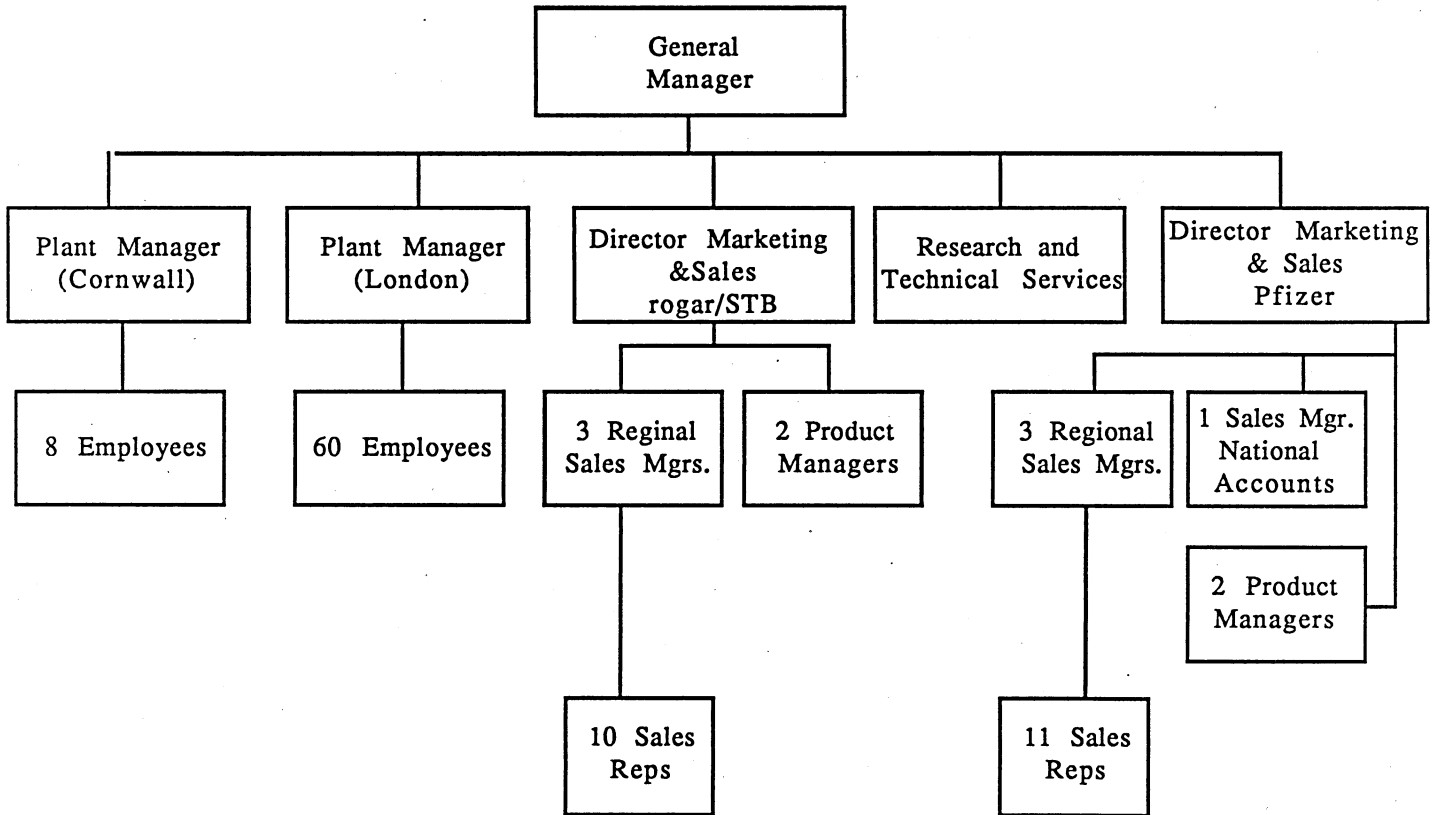 General
Manager
Plant Manager
(Cornwall)
Plant Manager
(London)
Director Marketing
&Sales
rogar/STB
Research and
Technical Services
Director Marketing
& Sales
Pfizer
8 Employees
60 Employees
3 Reginal
Sales Mgrs.
2 Product
Managers
3 Regional
Sales Mgrs.
1 Sales Mgr.
National
Accounts
2 Product
Managers
10 Sales
Reps
11 Sales
Reps